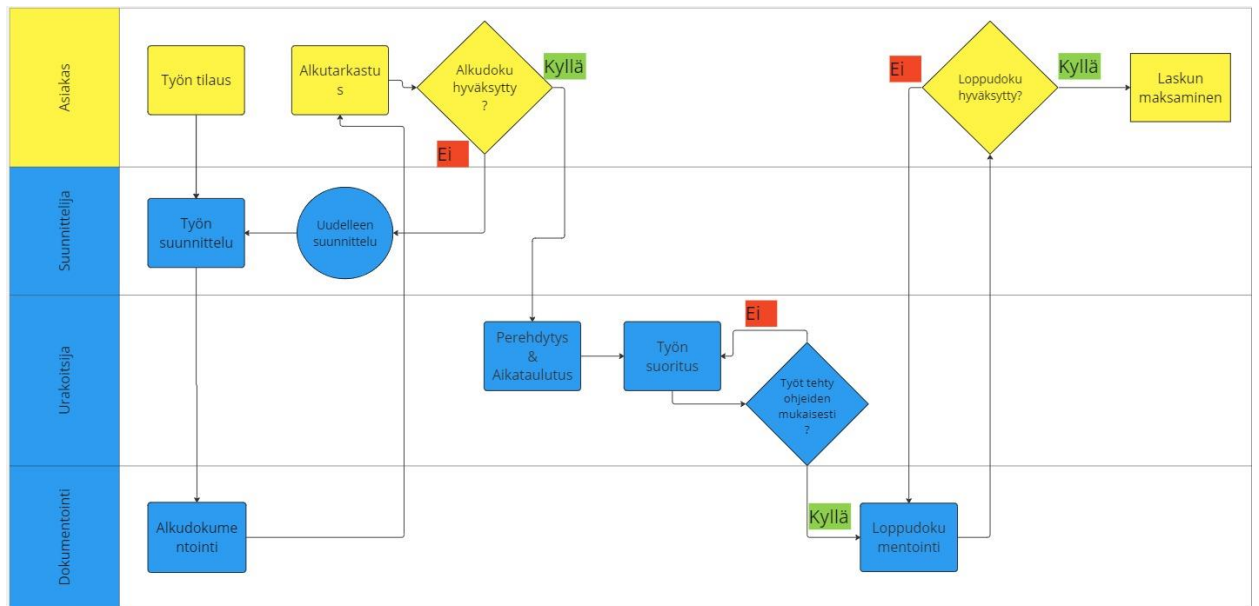 Asiakas
Työn tilaus
Alkutarkastu
s
Alkudoku
hyväksytty
?
Kyllä
Ei
Ei
Loppudoku
hyväksytty?
Kyllä
Laskun
maksaminen
Suunnittelija
Työn
suunnittelu
Uudelleen
suunnittelu
Urakoitsija
Perehdytys
&
Aikataulutus
Työn
suoritus
Ei
Työt tehty
ohjeiden
mukaisesti
?
Dokumentointi
Alkudokume
ntointi
Kyllä
Loppudoku
mentointi